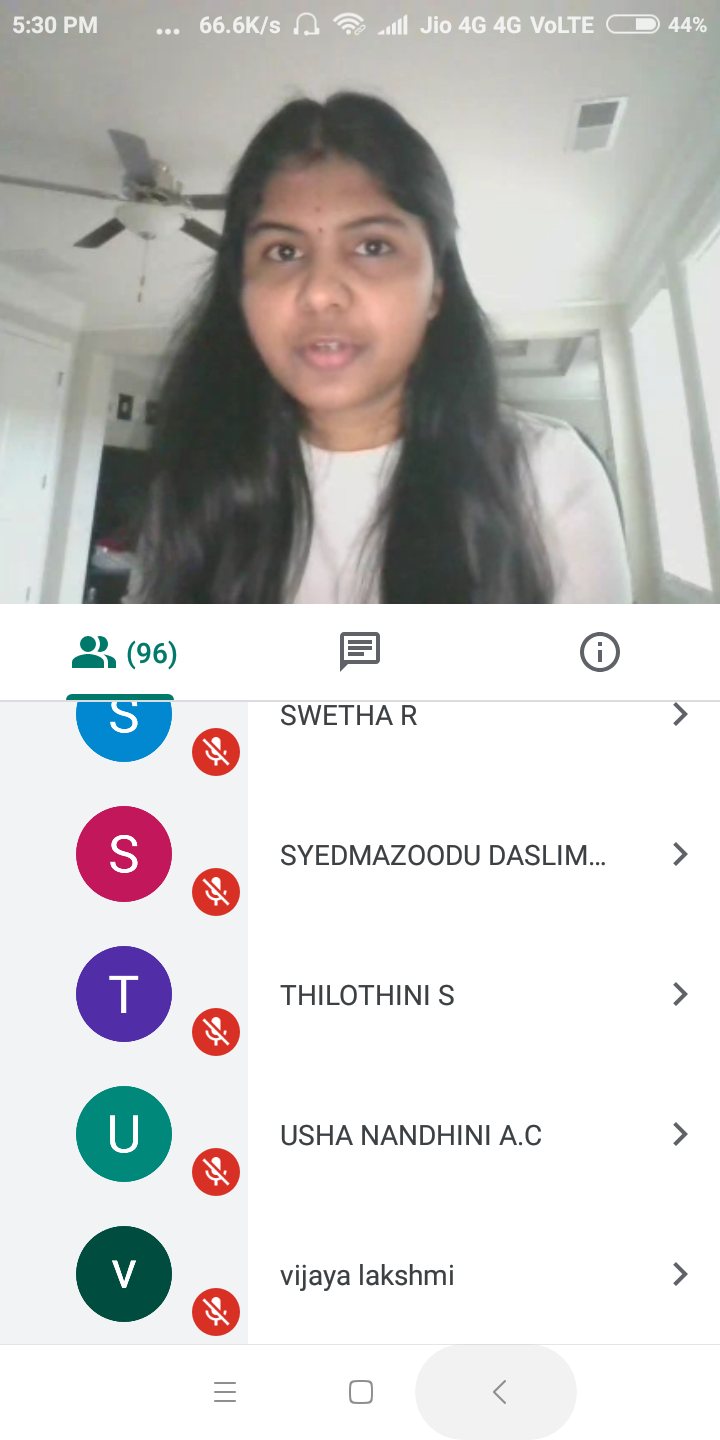 5:30 PM ... 66.6K/s Jio 4G 4G VoLTE 44%
(96)
S SWETHA R
S SYEDMAZOODU DASLIM...
T THILOTHINI S
U USHA NANDHINI A.C
v vijaya lakshmi